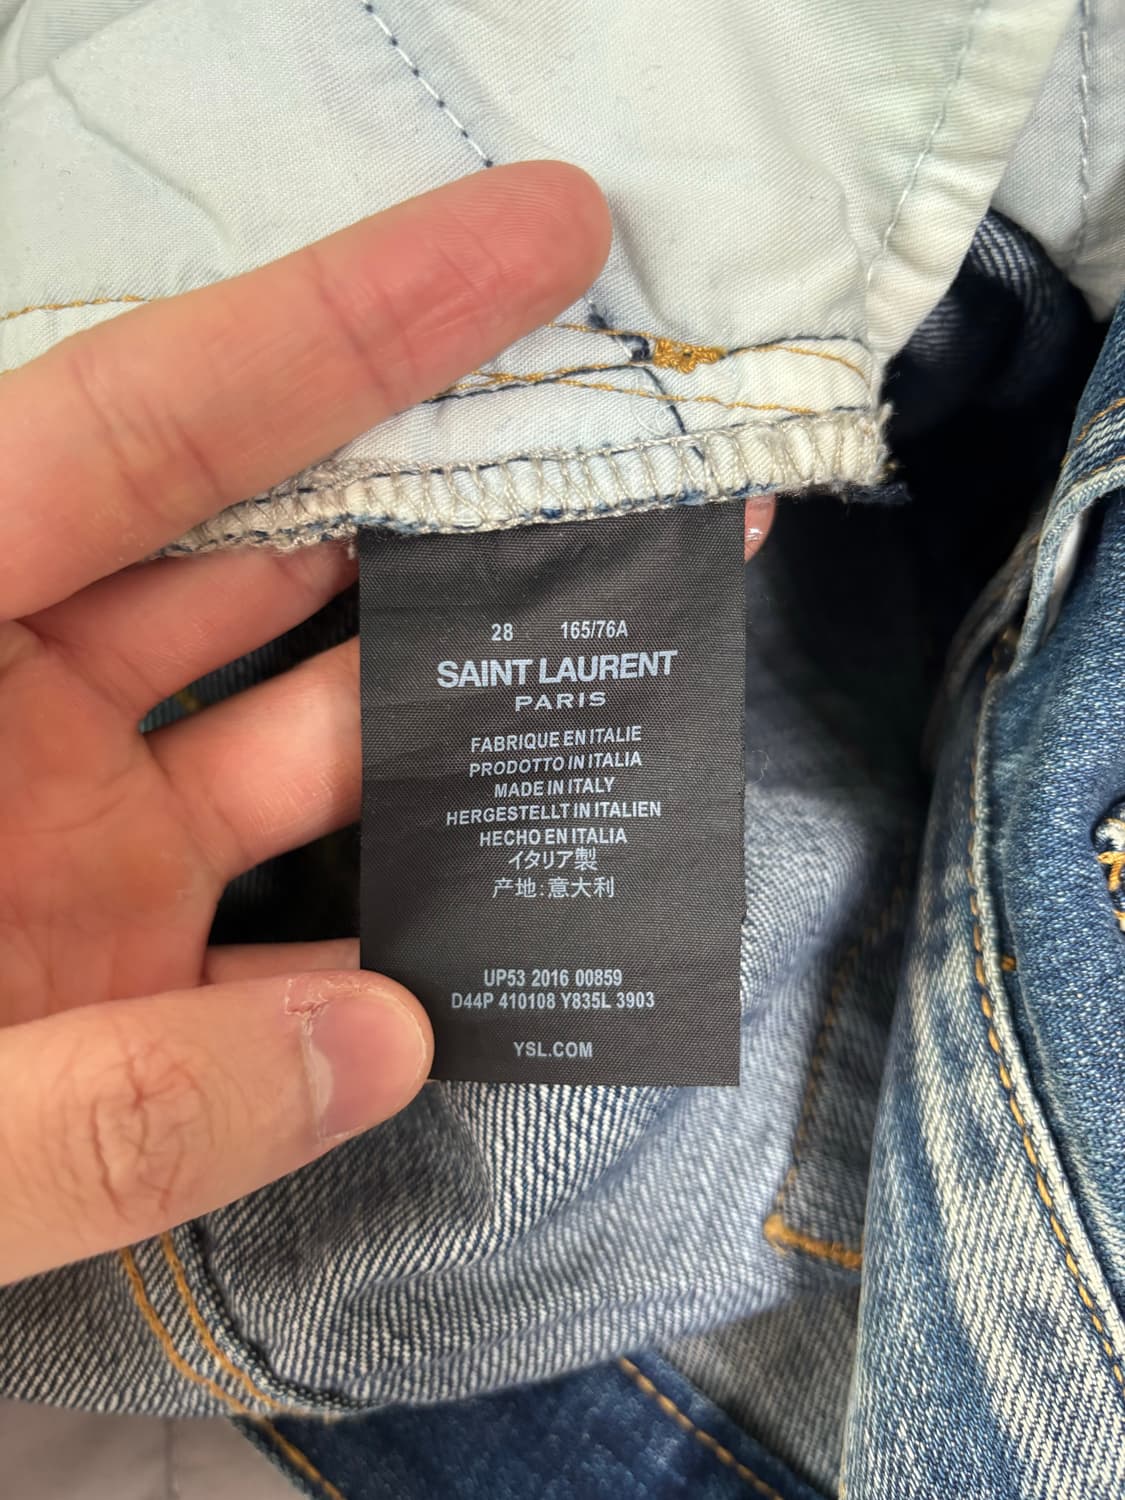 28 165/76A
SAINT LAURENT
PARIS
FABRIQUE EN ITALIE
PRODOTTO IN ITALIA
MADE IN ITALY
HERGESTELLT IN ITALIEN
HECHO EN ITALIA
イタリア製
产地:意大利
UP53 2016 00859
D44P 410108 Y835L 3903
YSL.COM